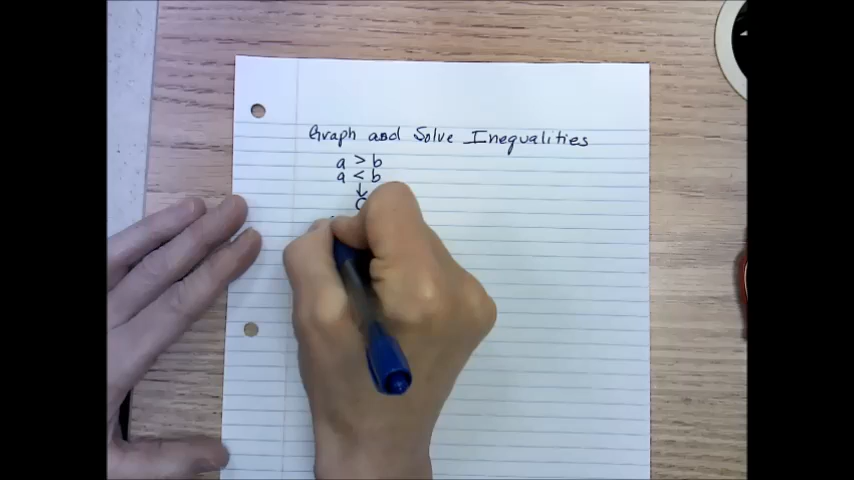 Graph and Solve Inequalities
a > b
a < b
↓